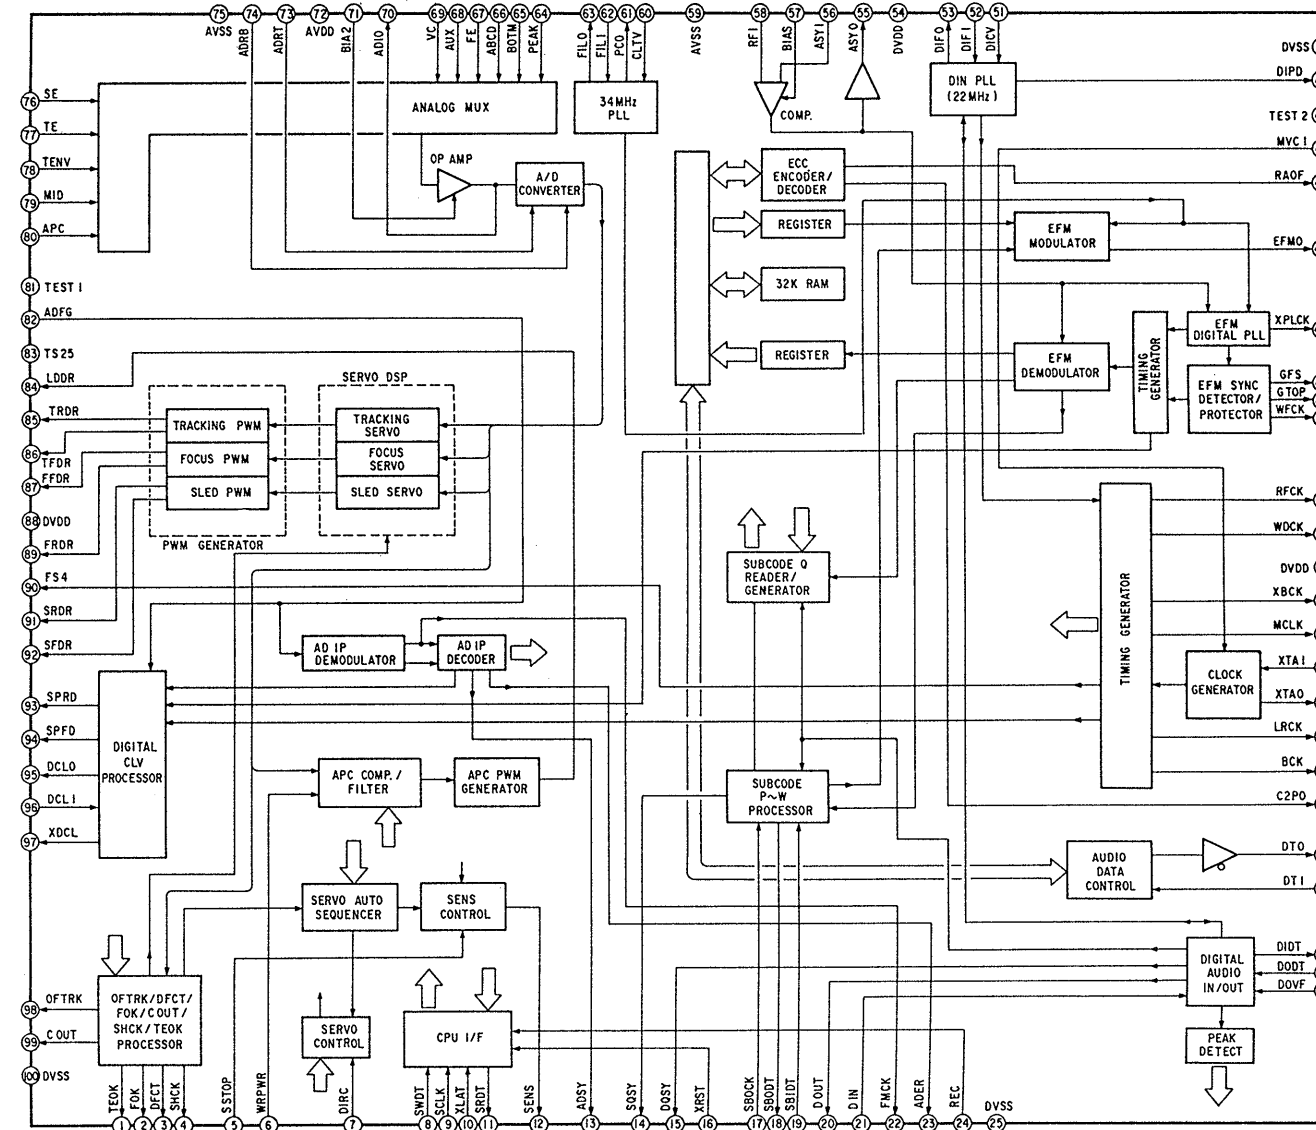 75 74 73 72 71 70 69 68 67 66 65 64 63 62 61 60 59 58 57 56 55 54 53 52 51
AVSS
ADRB
ADRT
AVDD
BIA2
ADIO
VC
AUX
FE
ABCD
BOTM
PEAK
FILO
FILI
PCO
CLTV
AVSS
RFI
BIAS
ASYI
ASYO
DVDD
DIFO
DIFI
DICV
DVSS
DIPD
TEST 2
MVCI
RAOF
EFMO
XPLCK
GFS
GTOP
WFCK
RFCK
WDCK
DVDD
XBCK
MCLK
XTAI
XTAO
LRCK
BCK
C2PO
DTO
DTI
DIDT
DODT
DOVF
76 SE
77 TE
78 TENV
79 MID
80 APC
81 TEST 1
82 ADFG
83 TS25
84 LDDR
85 TRDR
86 TFDR
87 FFDR
88 DVDD
89 FRDR
90 FS4
91 SRDR
92 SFDR
93 SPRD
94 SPFD
95 DCLO
96 DCLI
97 XDCL
98 OFTRK
99 COUT
100 DVSS
ANALOG MUX
34MHz
PLL
COMP.
DIN PLL
(22MHz)
OP AMP
A/D
CONVERTER
ECC
ENCODER/
DECODER
REGISTER
32K RAM
REGISTER
EFM
MODULATOR
EFM
DEMODULATOR
TIMING
GENERATOR
EFM
DIGITAL PLL
EFM SYNC
DETECTOR/
PROTECTOR
SERVO DSP
TRACKING PWM
FOCUS PWM
SLED PWM
PWM GENERATOR
TRACKING
SERVO
FOCUS
SERVO
SLED SERVO
SUBCODE Q
READER/
GENERATOR
TIMING GENERATOR
CLOCK
GENERATOR
ADIP
DEMODULATOR
ADIP
DECODER
DIGITAL
CLV
PROCESSOR
APC COMP./
FILTER
APC PWM
GENERATOR
SUBCODE
P~W
PROCESSOR
AUDIO
DATA
CONTROL
SERVO AUTO
SEQUENCER
SENS
CONTROL
DIGITAL
AUDIO
IN/OUT
OFTRK/DFCT/
FOK/COUT/
SHCK/TEOK
PROCESSOR
SERVO
CONTROL
CPU I/F
PEAK
DETECT
TEOK
FOK
DFCT
SHCK
SSTOP
WRPWR
DIRC
SWDT
SCLK
XLAT
SRDT
SENS
ADSY
SQSY
DQSY
XRST
SBOCK
SBODT
SBIDT
DOUT
DIN
FMCK
ADER
REC
DVSS
1 2 3 4 5 6 7 8 9 10 11 12 13 14 15 16 17 18 19 20 21 22 23 24 25